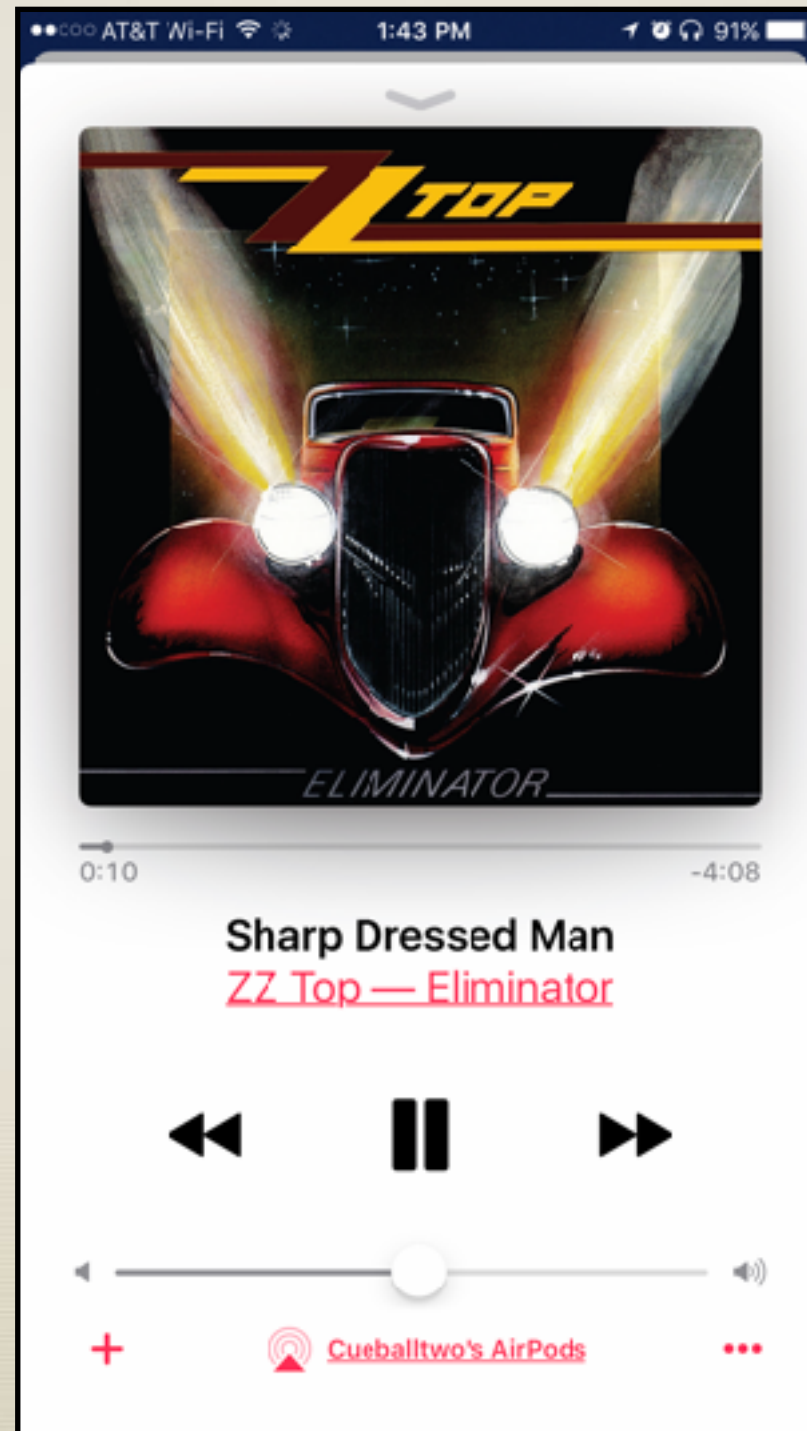 AT&T Wi-Fi 1:43 PM 91%
ZZ TOP
ELIMINATOR
0:10 -4:08
Sharp Dressed Man
ZZ Top — Eliminator
Cueballtwo's AirPods